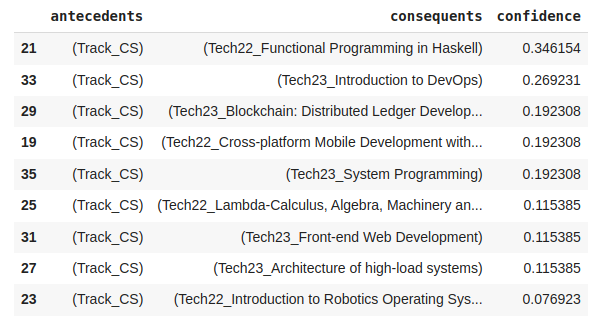 antecedents consequents confidence
21 (Track_CS) (Tech22_Functional Programming in Haskell) 0.346154
33 (Track_CS) (Tech23_Introduction to DevOps) 0.269231
29 (Track_CS) (Tech23_Blockchain: Distributed Ledger Develop... 0.192308
19 (Track_CS) (Tech22_Cross-platform Mobile Development with... 0.192308
35 (Track_CS) (Tech23_System Programming) 0.192308
25 (Track_CS) (Tech22_Lambda-Calculus, Algebra, Machinery an... 0.115385
31 (Track_CS) (Tech23_Front-end Web Development) 0.115385
27 (Track_CS) (Tech23_Architecture of high-load systems) 0.115385
23 (Track_CS) (Tech22_Introduction to Robotics Operating Sys... 0.076923